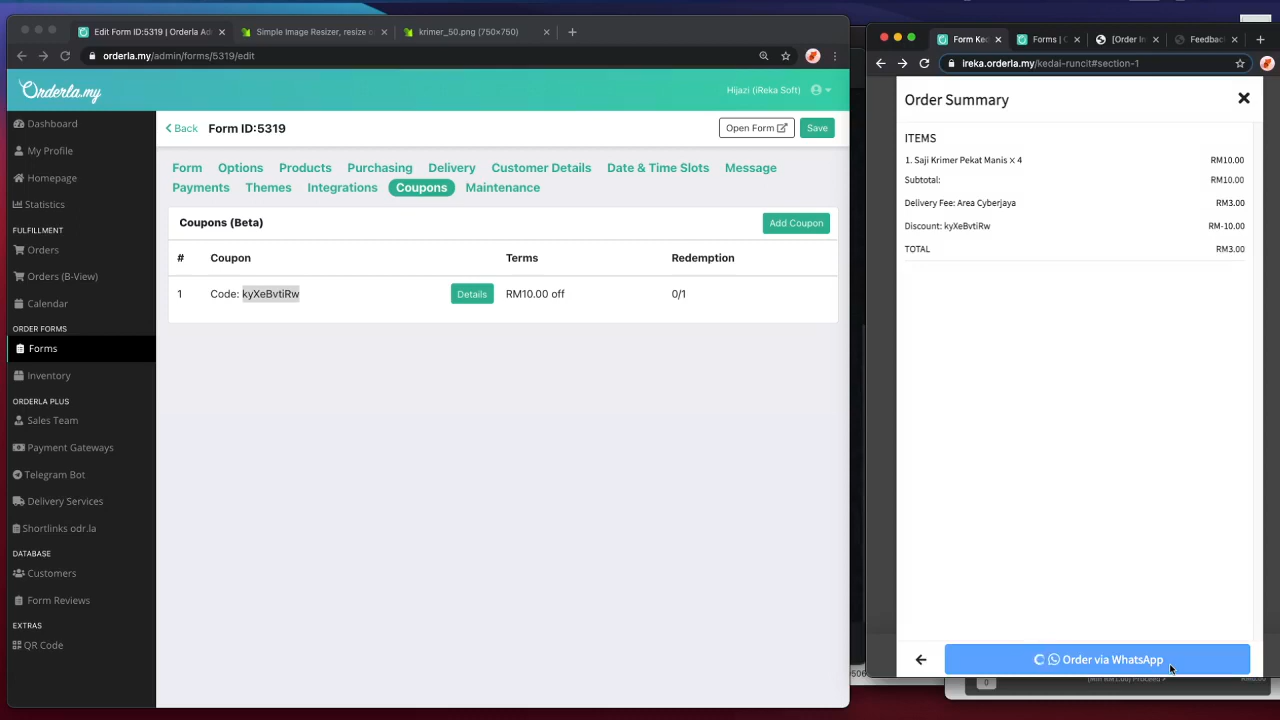 Edit Form ID:5319 | Orderla Ad
Simple Image Resizer, resize o
krimer_50.png (750×750)
orderla.my/admin/forms/5319/edit
Orderla.my
Hijazi (iReka Soft)
Dashboard
My Profile
Homepage
Statistics
FULFILLMENT
Orders
Orders (B-View)
Calendar
ORDER FORMS
Forms
Inventory
ORDERLA PLUS
Sales Team
Payment Gateways
Telegram Bot
Delivery Services
Shortlinks odr.la
DATABASE
Customers
Form Reviews
EXTRAS
QR Code
Back Form ID:5319 Open Form Save
Form Options Products Purchasing Delivery Customer Details Date & Time Slots Message
Payments Themes Integrations Coupons Maintenance
Coupons (Beta) Add Coupon
# Coupon Terms Redemption
1 Code: kyXeBvtiRw Details RM10.00 off 0/1
Form Ke
Forms | 
[Order In
Feedbac
ireka.orderla.my/kedai-runcit#section-1
Order Summary
ITEMS
1. Saji Krimer Pekat Manis × 4 RM10.00
Subtotal: RM10.00
Delivery Fee: Area Cyberjaya RM3.00
Discount: kyXeBvtiRw RM-10.00
TOTAL RM3.00
Order via WhatsApp
0